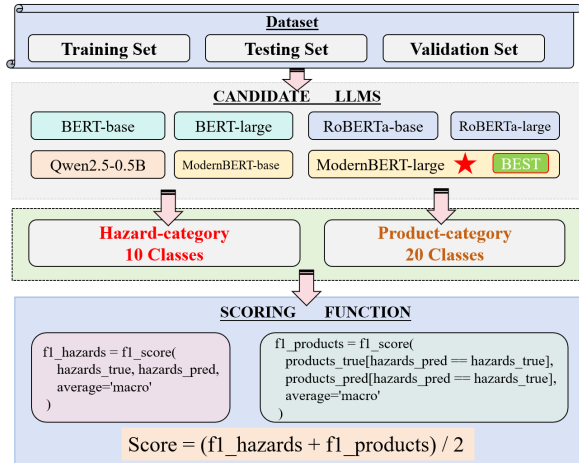 Dataset
Training Set Testing Set Validation Set
CANDIDATE LLMS
BERT-base BERT-large RoBERTa-base RoBERTa-large
Qwen2.5-0.5B ModernBERT-base ModernBERT-large BEST
Hazard-category
10 Classes
Product-category
20 Classes
SCORING FUNCTION
f1_hazards = f1_score(
hazards_true, hazards_pred,
average='macro'
)
f1_products = f1_score(
products_true[hazards_pred == hazards_true],
products_pred[hazards_pred == hazards_true],
average='macro'
)
Score = (f1_hazards + f1_products) / 2